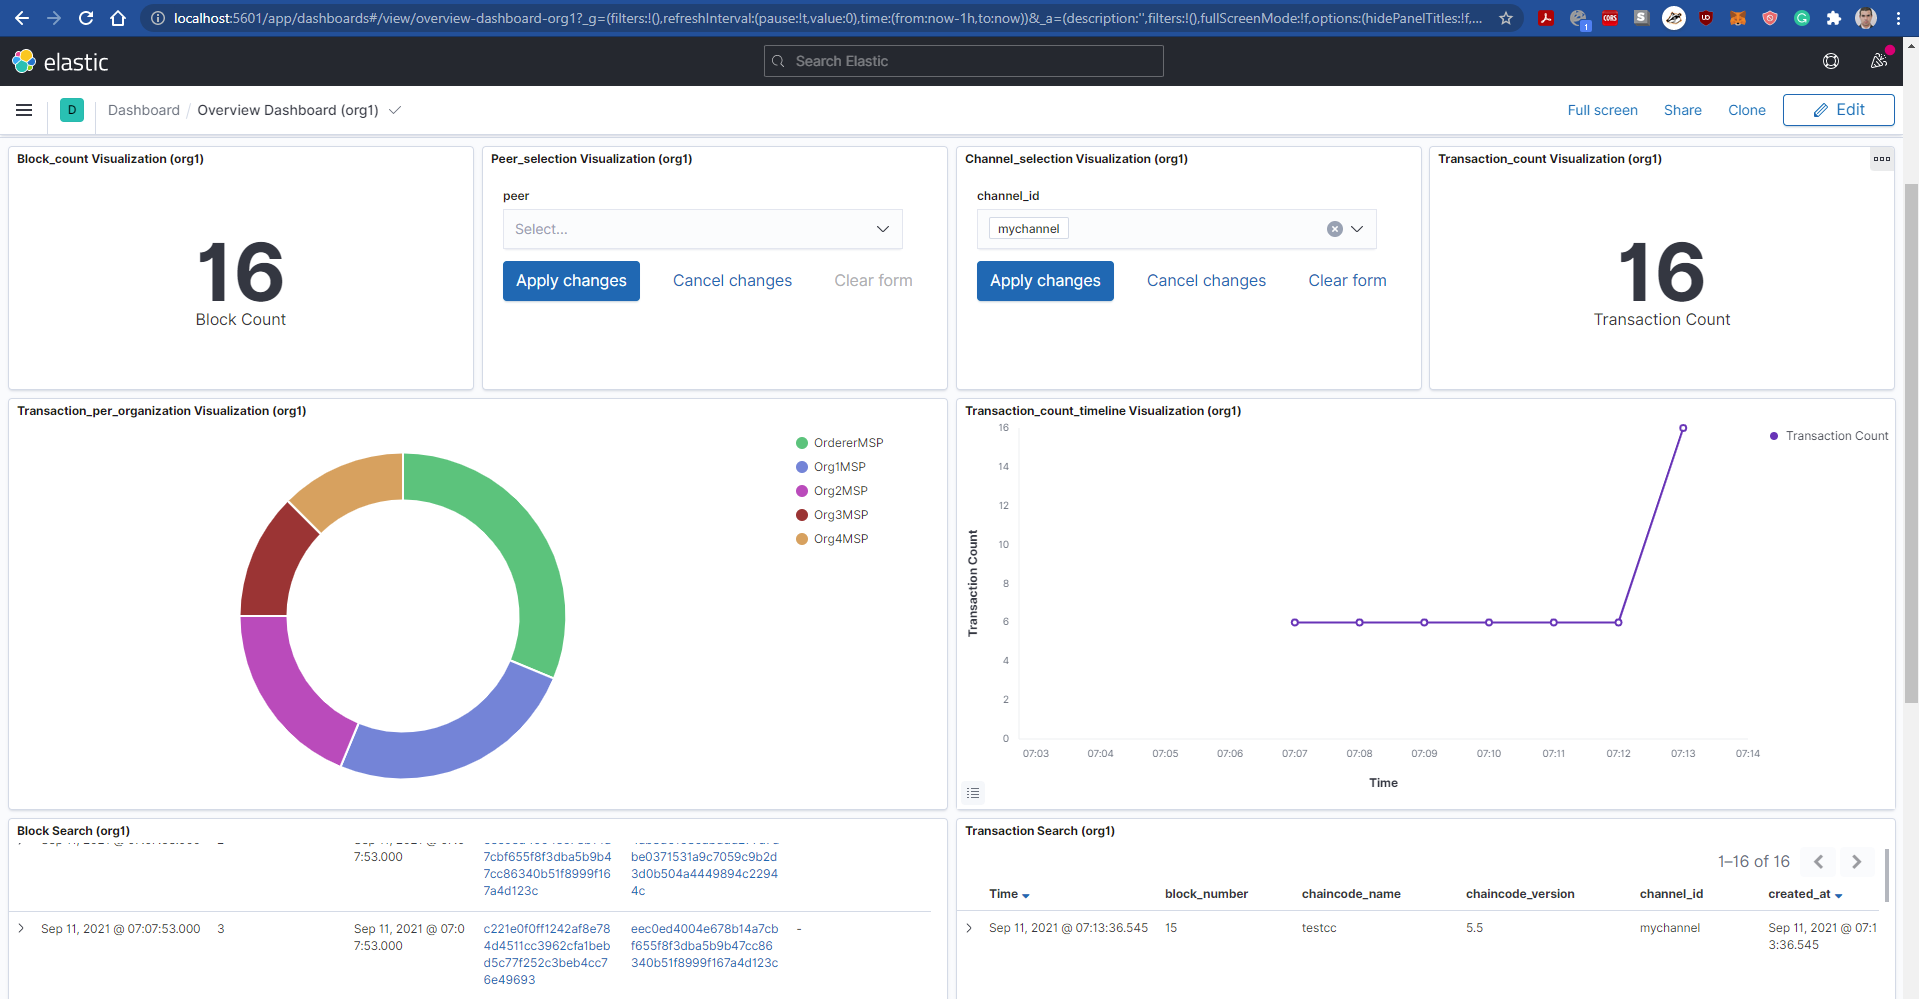 localhost:5601/app/dashboards#/view/overview-dashboard-org1?_g=(filters:!(),refreshInterval:(pause:!t,value:0),time:(from:now-1h,to:now))&_a=(description:'',filters:!(),fullScreenMode:!f,options:(hidePanelTitles:!f,...
elastic
Search Elastic
D
Dashboard / Overview Dashboard (org1)
Full screen
Share
Clone
Edit
Block_count Visualization (org1)
16
Block Count
Peer_selection Visualization (org1)
peer
Select...
Apply changes
Cancel changes
Clear form
Channel_selection Visualization (org1)
channel_id
mychannel
Apply changes
Cancel changes
Clear form
Transaction_count Visualization (org1)
16
Transaction Count
Transaction_per_organization Visualization (org1)
OrdererMSP
Org1MSP
Org2MSP
Org3MSP
Org4MSP
Transaction_count_timeline Visualization (org1)
Transaction Count
16
14
12
10
8
6
4
2
0
Transaction Count
07:03 07:04 07:05 07:06 07:07 07:08 07:09 07:10 07:11 07:12 07:13 07:14
Time
Block Search (org1)
7:53.000
7cbf655f8f3dba5b9b4
7cc86340b51f8999f16
7a4d123c
be0371531a9c7059c9b2d
3d0b504a4449894c2294
4c
Sep 11, 2021 @ 07:07:53.000
3
Sep 11, 2021 @ 07:0
7:53.000
c221e0f0ff1242af8e78
4d4511cc3962cfa1beb
d5c77f252c3beb4cc7
6e49693
eec0ed4004e678b14a7cb
f655f8f3dba5b9b47cc86
340b51f8999f167a4d123c
-
Transaction Search (org1)
1–16 of 16
Time block_number chaincode_name chaincode_version channel_id created_at
Sep 11, 2021 @ 07:13:36.545
15
testcc
5.5
mychannel
Sep 11, 2021 @ 07:1
3:36.545